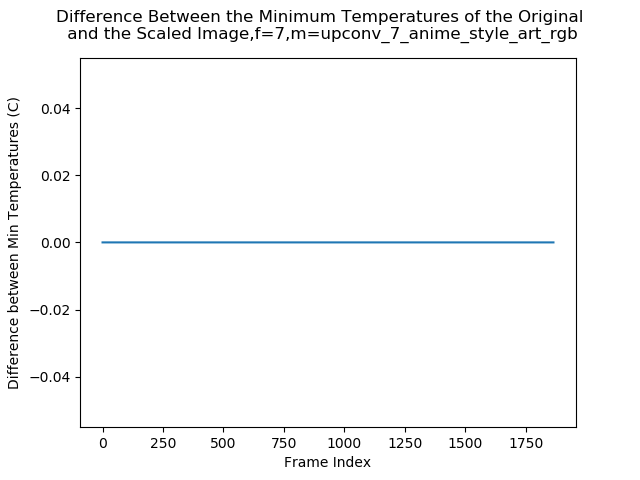 Difference Between the Minimum Temperatures of the Original
and the Scaled Image,f=7,m=upconv_7_anime_style_art_rgb
Difference between Min Temperatures (C)
0.04
0.02
0.00
−0.02
−0.04
0 250 500 750 1000 1250 1500 1750
Frame Index